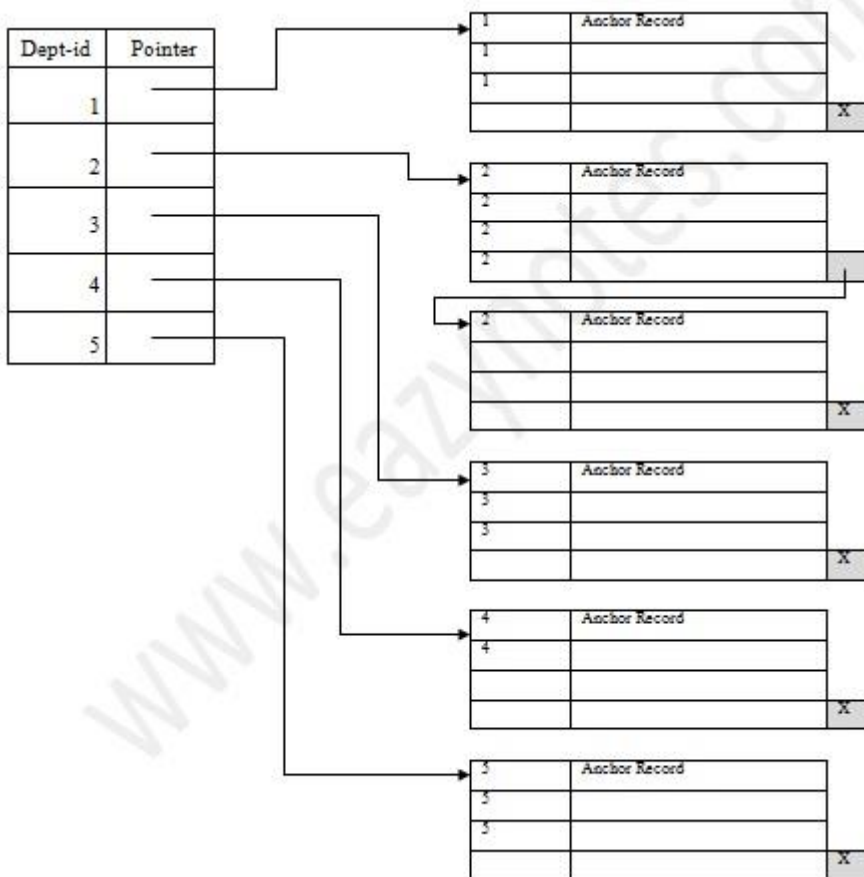 Dept-id Pointer
1
2
3
4
5
1 Anchor Record
1
1
X
2 Anchor Record
2
2
2
2 Anchor Record
X
3 Anchor Record
3
3
X
4 Anchor Record
4
X
5 Anchor Record
5
5
X
www.eazynotes.com